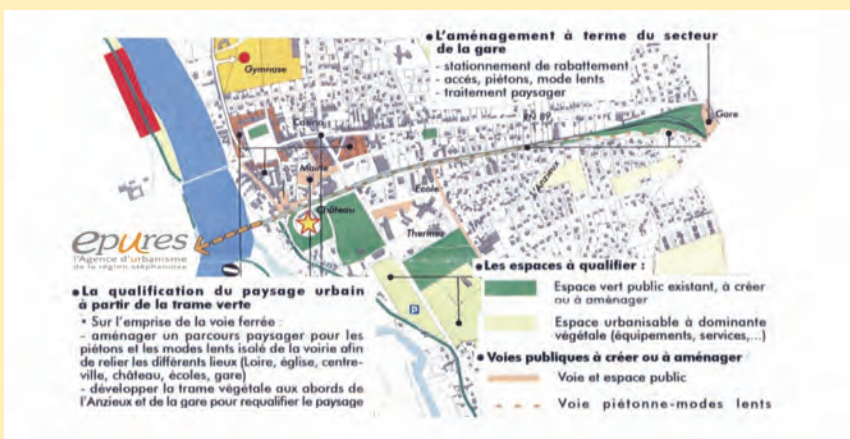 • L'aménagement à terme du secteur
de la gare
- stationnement de rabattement
- accés, piétons, mode lents
- traitement paysager
Gymnase
Casino
RN 89
Gare
Mairie
Ecole
l'Anzieux
Château
Thermes
epures
l'Agence d'urbanisme
de la région stéphanoise
P
• La qualification du paysage urbain
à partir de la trame verte
• Sur l'emprise de la voie ferrée :
- aménager un parcours paysager pour les
piétons et les modes lents isolé de la voirie afin
de relier les différents lieux (Loire, église, centre-
ville, château, écoles, gare)
- développer la trame végétale aux abords de
l'Anzieux et de la gare pour requalifier le paysage
• Les espaces à qualifier :
Espace vert public existant, à créer
ou à aménager
Espace urbanisable à dominante
végétale (équipements, services,...)
• Voies publiques à créer ou à aménager
Voie et espace public
Voie piétonne-modes lents